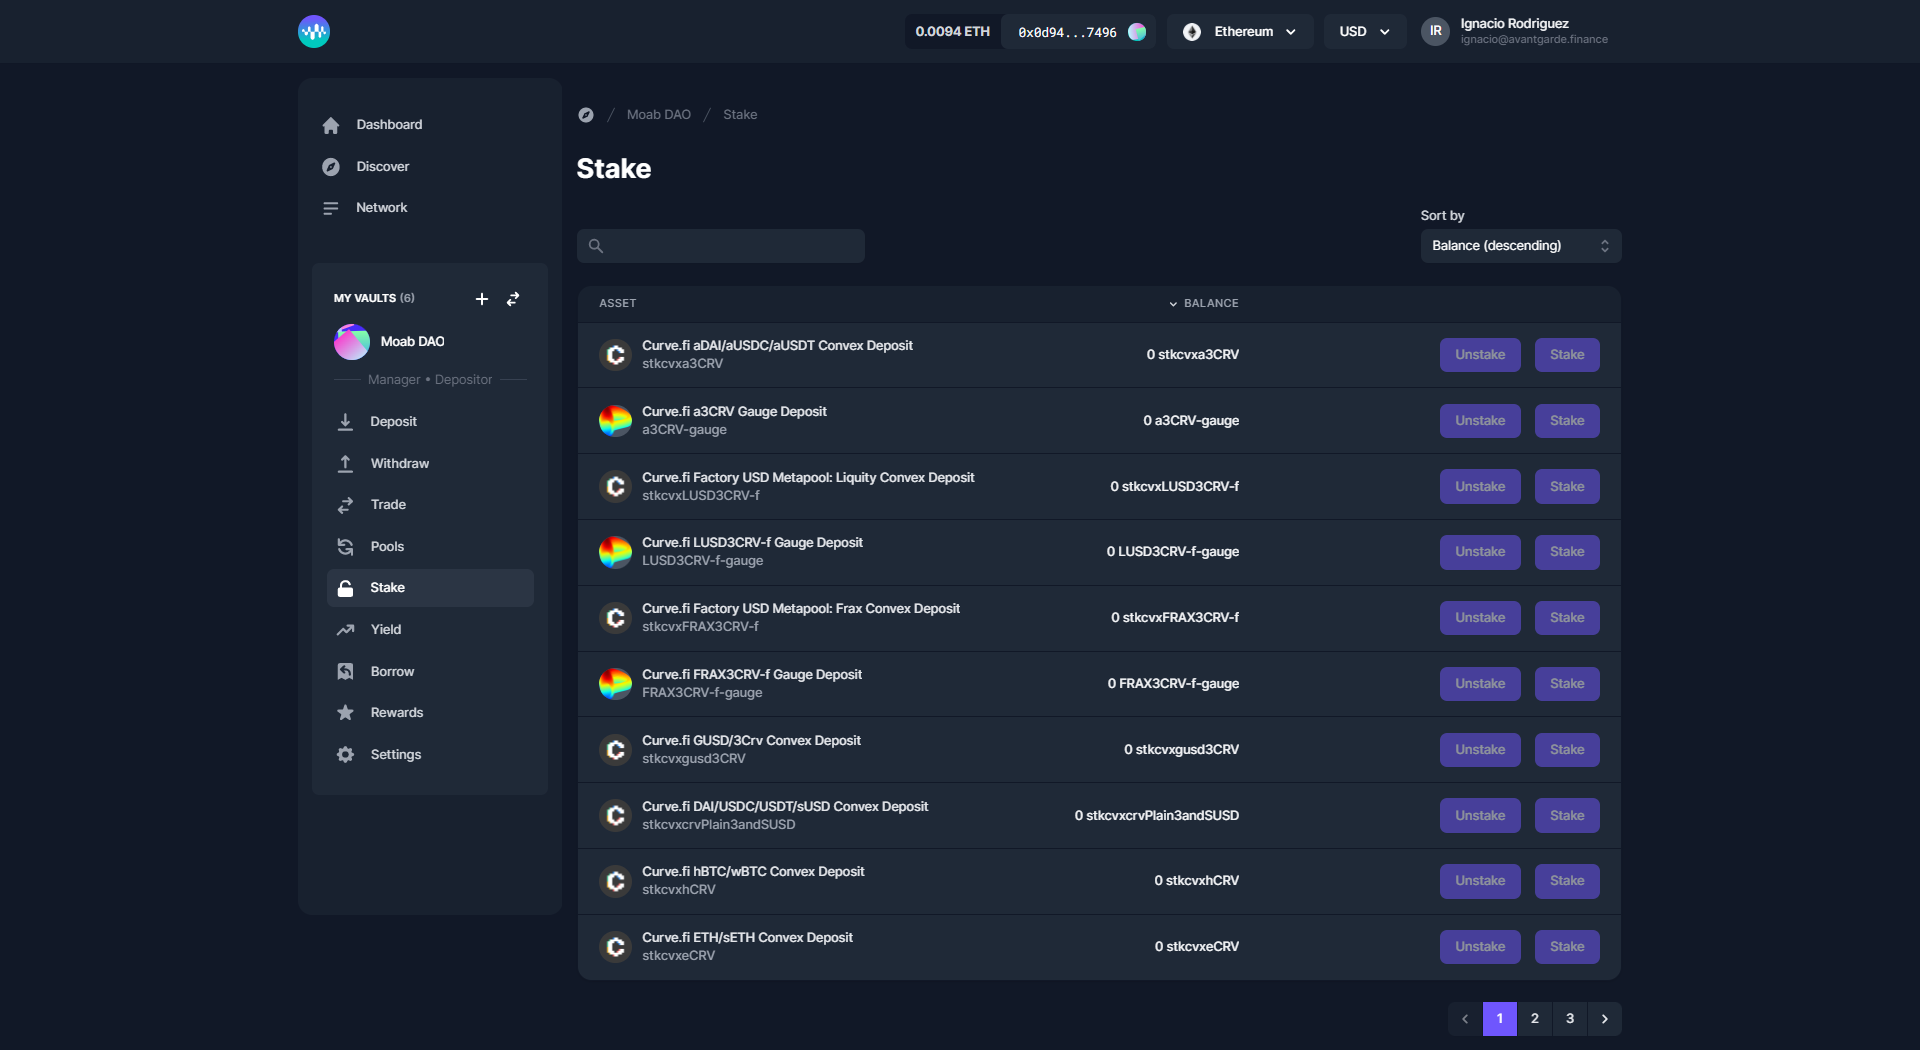 0.0094 ETH
0x0d94...7496
Ethereum
USD
IR
Ignacio Rodriguez
ignacio@avantgarde.finance
Dashboard
Discover
Network
MY VAULTS (6)
Moab DAO
Manager • Depositor
Deposit
Withdraw
Trade
Pools
Stake
Yield
Borrow
Rewards
Settings
/ Moab DAO / Stake
Stake
Sort by
Balance (descending)
ASSET
BALANCE
Curve.fi aDAI/aUSDC/aUSDT Convex Deposit
stkcvxa3CRV
0 stkcvxa3CRV
Unstake
Stake
Curve.fi a3CRV Gauge Deposit
a3CRV-gauge
0 a3CRV-gauge
Unstake
Stake
Curve.fi Factory USD Metapool: Liquity Convex Deposit
stkcvxLUSD3CRV-f
0 stkcvxLUSD3CRV-f
Unstake
Stake
Curve.fi LUSD3CRV-f Gauge Deposit
LUSD3CRV-f-gauge
0 LUSD3CRV-f-gauge
Unstake
Stake
Curve.fi Factory USD Metapool: Frax Convex Deposit
stkcvxFRAX3CRV-f
0 stkcvxFRAX3CRV-f
Unstake
Stake
Curve.fi FRAX3CRV-f Gauge Deposit
FRAX3CRV-f-gauge
0 FRAX3CRV-f-gauge
Unstake
Stake
Curve.fi GUSD/3Crv Convex Deposit
stkcvxgusd3CRV
0 stkcvxgusd3CRV
Unstake
Stake
Curve.fi DAI/USDC/USDT/sUSD Convex Deposit
stkcvxcrvPlain3andSUSD
0 stkcvxcrvPlain3andSUSD
Unstake
Stake
Curve.fi hBTC/wBTC Convex Deposit
stkcvxhCRV
0 stkcvxhCRV
Unstake
Stake
Curve.fi ETH/sETH Convex Deposit
stkcvxeCRV
0 stkcvxeCRV
Unstake
Stake
1 2 3